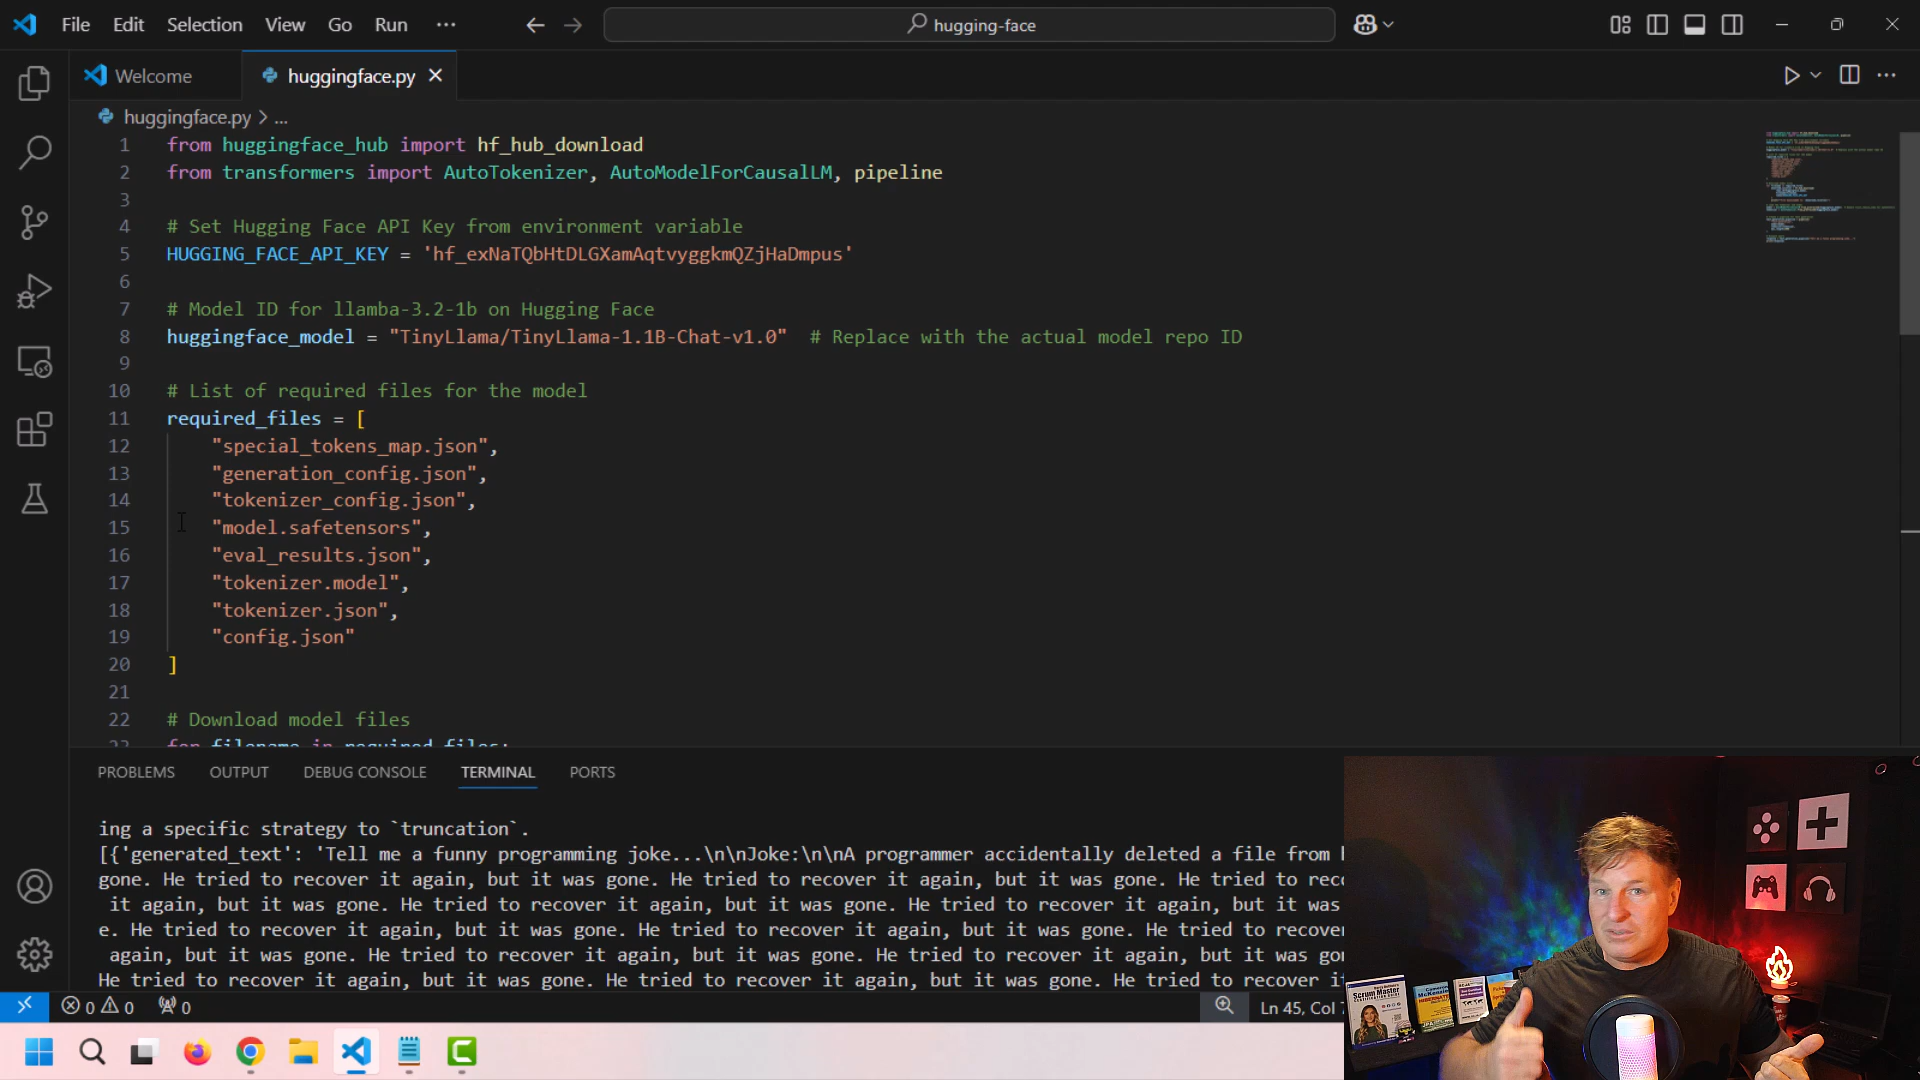 File Edit Selection View Go Run ··· hugging-face
Welcome huggingface.py
huggingface.py > ...
1 from huggingface_hub import hf_hub_download
2 from transformers import AutoTokenizer, AutoModelForCausalLM, pipeline
3
4 # Set Hugging Face API Key from environment variable
5 HUGGING_FACE_API_KEY = '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'
6
7 # Model ID for llamba-3.2-1b on Hugging Face
8 huggingface_model = "TinyLlama/TinyLlama-1.1B-Chat-v1.0" # Replace with the actual model repo ID
9
10 # List of required files for the model
11 required_files = [
12 "special_tokens_map.json",
13 "generation_config.json",
14 "tokenizer_config.json",
15 "model.safetensors",
16 "eval_results.json",
17 "tokenizer.model",
18 "tokenizer.json",
19 "config.json"
20 ]
21
22 # Download model files
23 for filename in required_files:
PROBLEMS OUTPUT DEBUG CONSOLE TERMINAL PORTS
ing a specific strategy to `truncation`.
[{'generated_text': 'Tell me a funny programming joke...\n\nJoke:\n\nA programmer accidentally deleted a file from
gone. He tried to recover it again, but it was gone. He tried to recover it again, but it was gone. He tried to rec
it again, but it was gone. He tried to recover it again, but it was gone. He tried to recover it again, but it was
e. He tried to recover it again, but it was gone. He tried to recover it again, but it was gone. He tried to recover
again, but it was gone. He tried to recover it again, but it was gone. He tried to recover it again, but it was gon
He tried to recover it again, but it was gone. He tried to recover it again, but it was gone. He tried to recover i
0 0 0 Ln 45, Col
Scrum Master
HIBERNATE
JPA